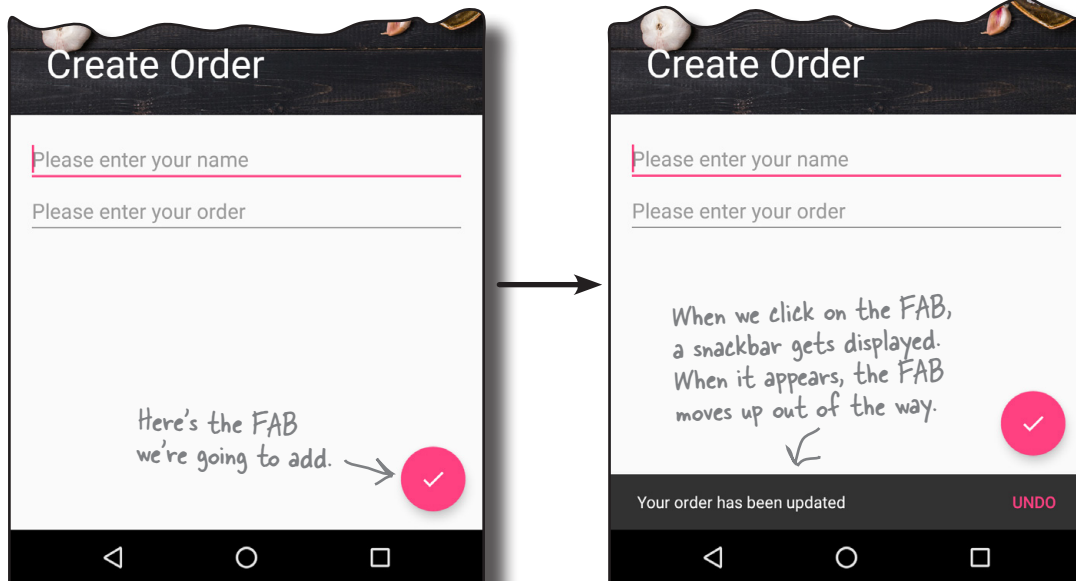 Create Order
Please enter your name
Please enter your order
Here's the FAB
we're going to add.
Create Order
Please enter your name
Please enter your order
When we click on the FAB,
a snackbar gets displayed.
When it appears, the FAB
moves up out of the way.
Your order has been updated
UNDO